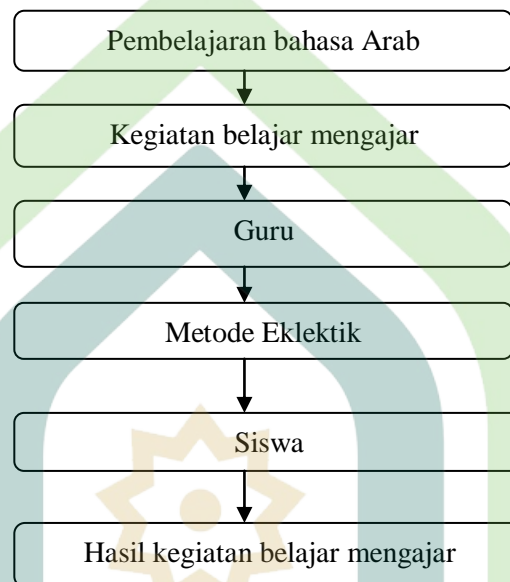 Pembelajaran bahasa Arab
Kegiatan belajar mengajar
Guru
Metode Eklektik
Siswa
Hasil kegiatan belajar mengajar